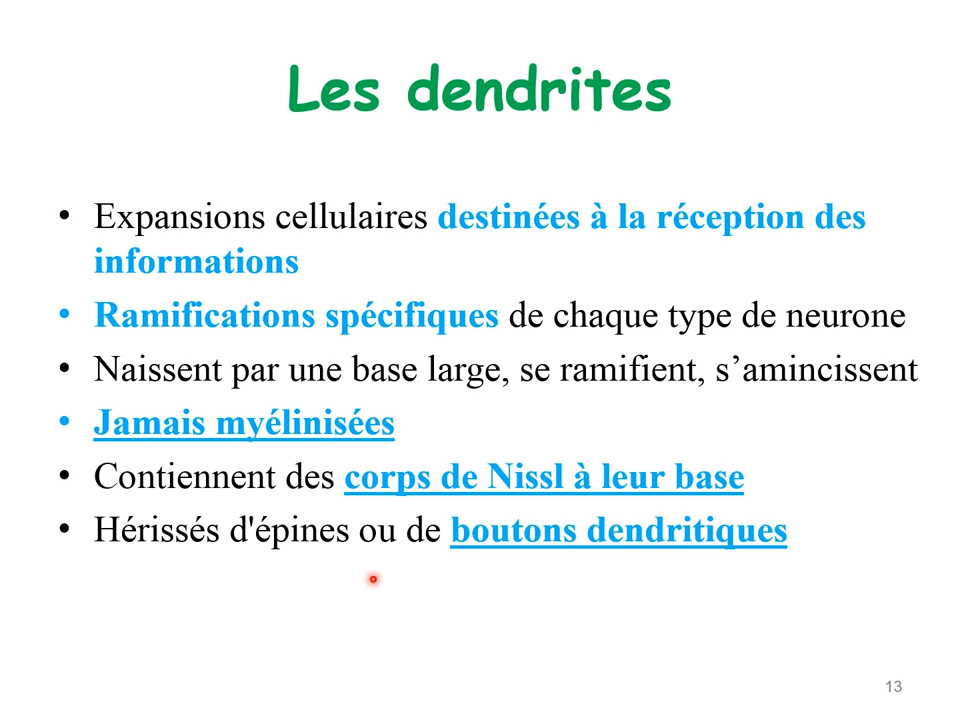 Les dendrites
• Expansions cellulaires destinées à la réception des
informations
• Ramifications spécifiques de chaque type de neurone
• Naissent par une base large, se ramifient, s’amincissent
• Jamais myélinisées
• Contiennent des corps de Nissl à leur base
• Hérissés d'épines ou de boutons dendritiques
13